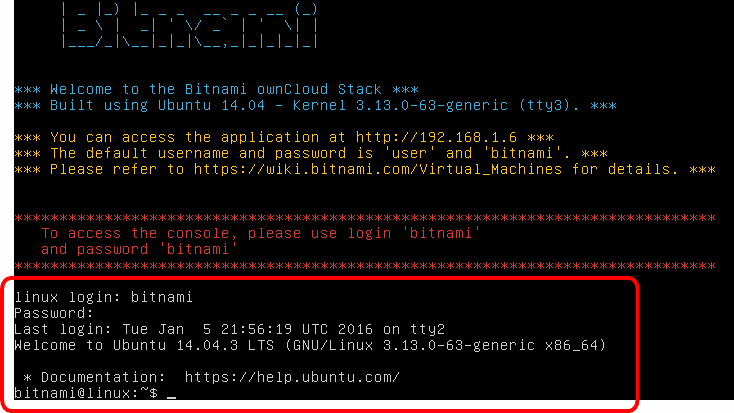 Bitnami
*** Welcome to the Bitnami ownCloud Stack ***
*** Built using Ubuntu 14.04 - Kernel 3.13.0-63-generic (tty3). ***
*** You can access the application at http://192.168.1.6 ***
*** The default username and password is 'user' and 'bitnami'. ***
*** Please refer to https://wiki.bitnami.com/Virtual_Machines for details. ***
******************************************************************************
To access the console, please use login 'bitnami'
and password 'bitnami'
******************************************************************************
linux login: bitnami
Password:
Last login: Tue Jan  5 21:56:19 UTC 2016 on tty2
Welcome to Ubuntu 14.04.3 LTS (GNU/Linux 3.13.0-63-generic x86_64)
 * Documentation:  https://help.ubuntu.com/
bitnami@linux:~$ _